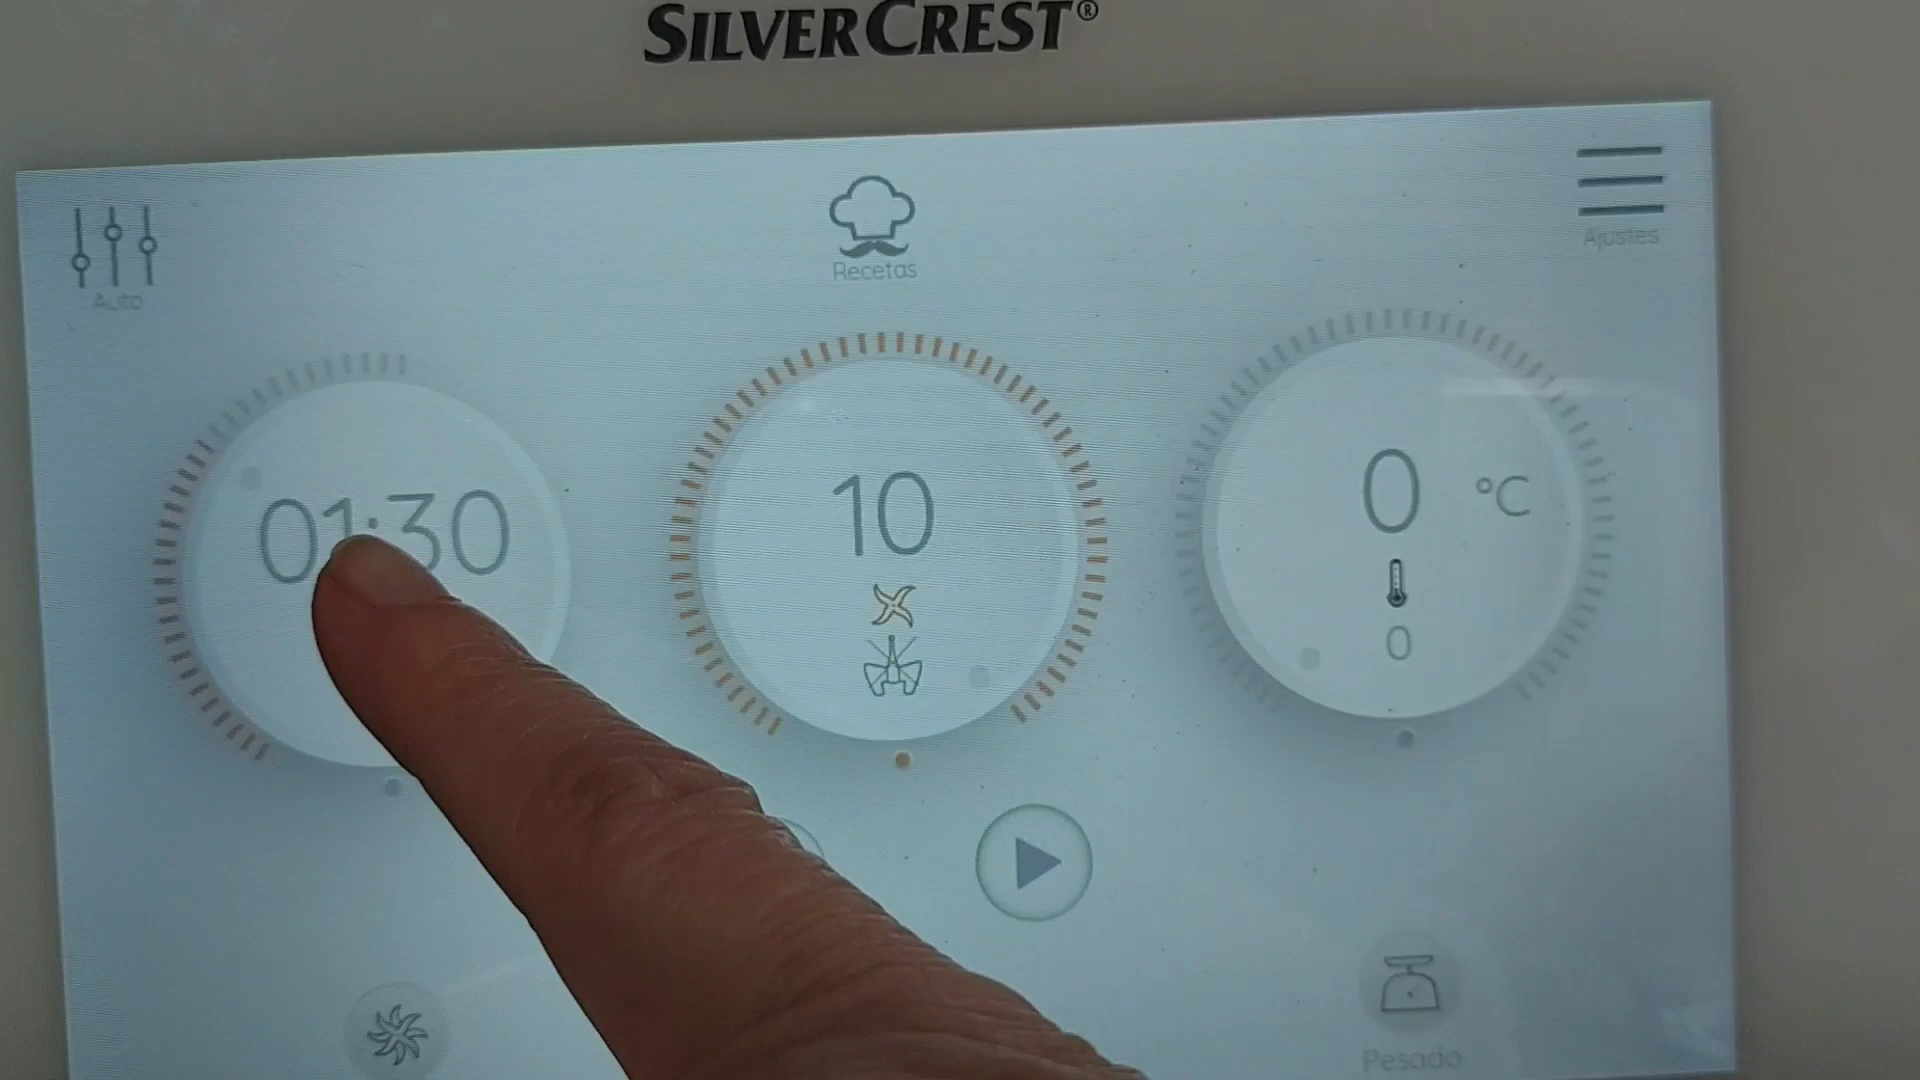 SILVERCREST®
Auto
Recetas
Ajustes
01:30
10
0 °C
0
Pesado